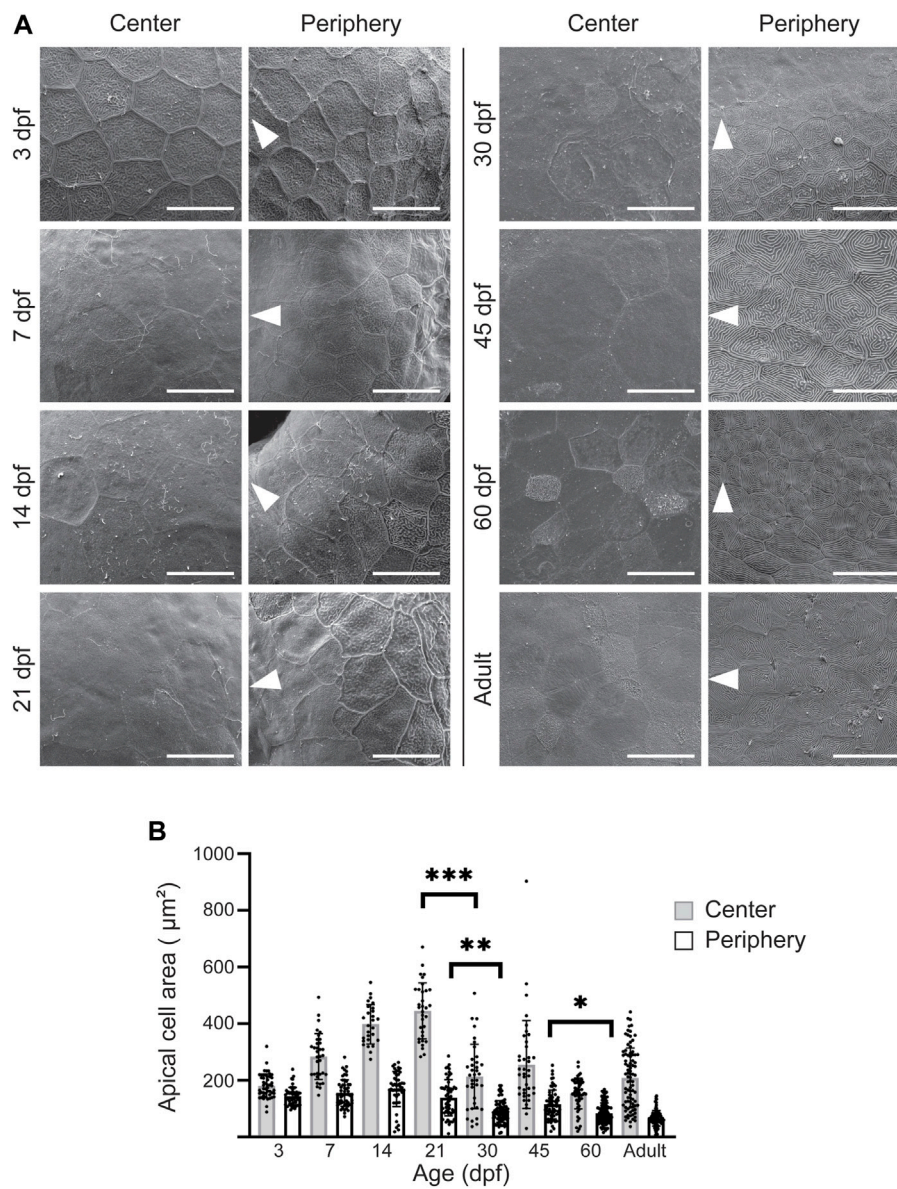 A
Center
Periphery
Center
Periphery
3 dpf
30 dpf
7 dpf
45 dpf
14 dpf
60 dpf
21 dpf
Adult
B
Apical cell area ( µm²)
1000
800
600
400
200
***
**
*
Center
Periphery
3 7 14 21 30 45 60 Adult
Age (dpf)